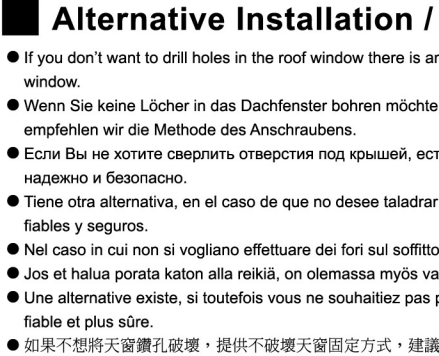 Alternative Installation /
● If you don't want to drill holes in the roof window there is
window.
● Wenn Sie keine Löcher in das Dachfenster bohren möchte
empfehlen wir die Methode des Anschraubens.
● Если Вы не хотите сверлить отверстия под крышей,
надежно и безопасно.
● Tiene otra alternativa, en el caso de que no desee taladrar
fiables y seguros.
● Nel caso in cui non si vogliano effettuare dei fori sul soffitto
● Jos et halua porata katon alla reikiä, on olemassa myös
● Une alternative existe, si toutefois vous ne souhaitiez pas
fiable et plus sûre.
● 如果不想將天窗鑽孔破壞，提供不破壞天窗固定方式，建議